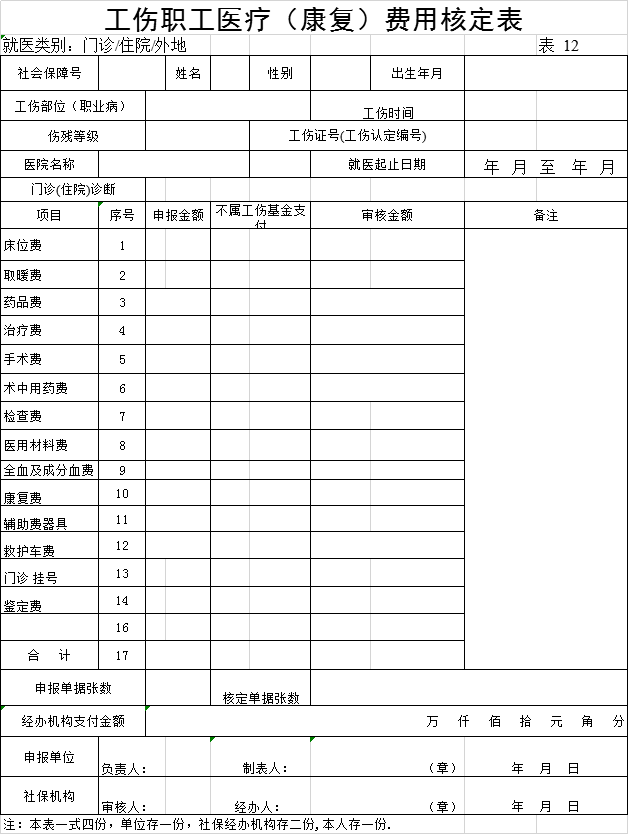 工伤职工医疗（康复）费用核定表
就医类别：门诊/住院/外地 表 12
社会保障号 姓名 性别 出生年月
工伤部位（职业病） 工伤时间
伤残等级 工伤证号(工伤认定编号)
医院名称 就医起止日期 年 月 至 年 月
门诊(住院)诊断
项目 序号 申报金额 不属工伤基金支付 审核金额 备注
床位费 1
取暖费 2
药品费 3
治疗费 4
手术费 5
术中用药费 6
检查费 7
医用材料费 8
全血及成分血费 9
康复费 10
辅助费器具 11
救护车费 12
门诊 挂号 13
鉴定费 14
16
合 计 17
申报单据张数 核定单据张数
经办机构支付金额 万 仟 佰 拾 元 角 分
申报单位 负责人： 制表人： （章） 年 月 日
社保机构 审核人： 经办人： （章） 年 月 日
注：本表一式四份，单位存一份，社保经办机构存二份,本人存一份.